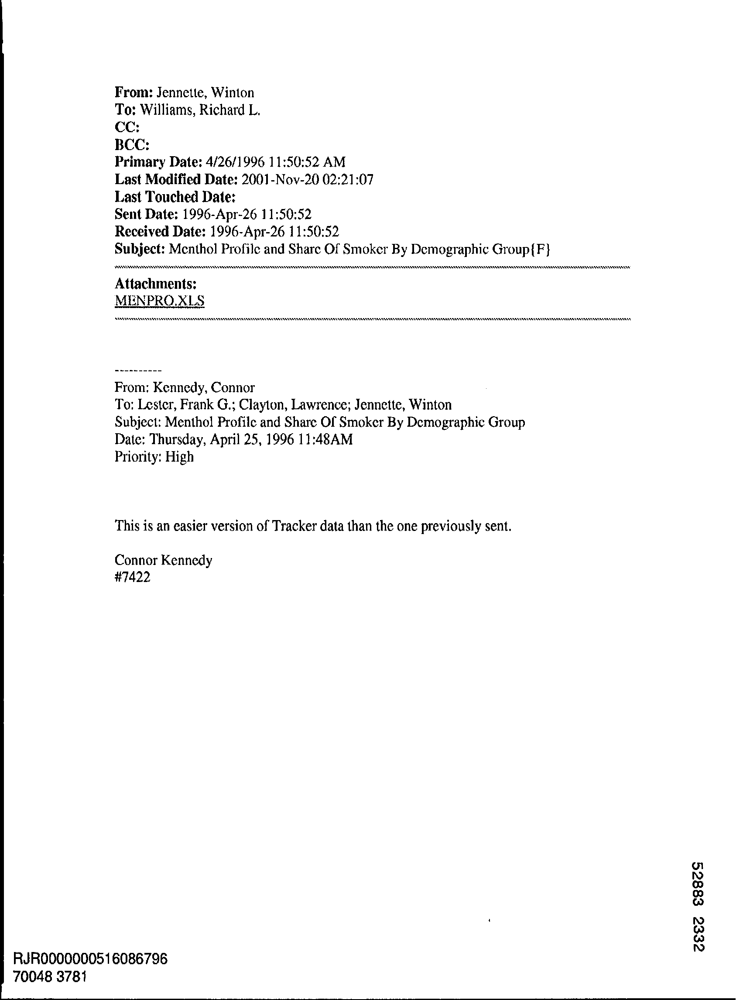 From: Jennette, Winton
To: Williams, Richard L.
CC:
BCC:
Primary Date: 4/26/1996 11:50:52 AM
Last Modified Date: 2001-Nov-20 02:21:07
Last Touched Date:
Sent Date: 1996-Apr-26 11:50:52
Received Date: 1996-Apr-26 11:50:52
Subject: Menthol Profile and Share Of Smoker By Demographic Group{F}
Attachments:
MENPRO.XLS
----------
From: Kennedy, Connor
To: Lester, Frank G.; Clayton, Lawrence; Jennette, Winton
Subject: Menthol Profile and Share Of Smoker By Demographic Group
Date: Thursday, April 25, 1996 11:48AM
Priority: High
This is an easier version of Tracker data than the one previously sent.
Connor Kennedy
#7422
52883 2332
RJR0000000516086796
70048 3781